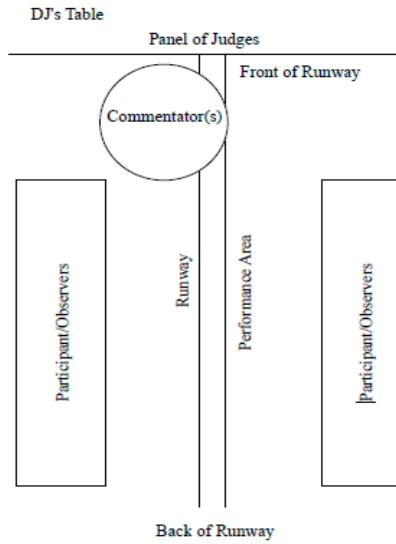 DJ's Table
Panel of Judges
Front of Runway
Commentator(s)
Participant/Observers
Runway
Performance Area
Participant/Observers
Back of Runway